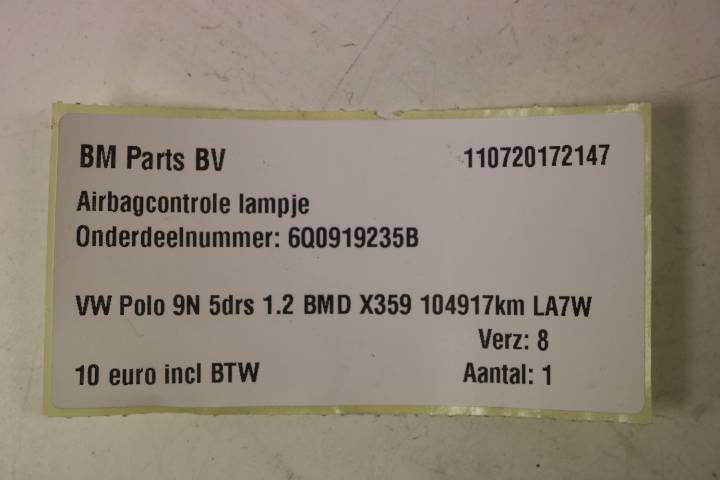 BM Parts BV 110720172147
Airbagcontrole lampje
Onderdeelnummer: 6Q0919235B
VW Polo 9N 5drs 1.2 BMD X359 104917km LA7W
Verz: 8
10 euro incl BTW Aantal: 1